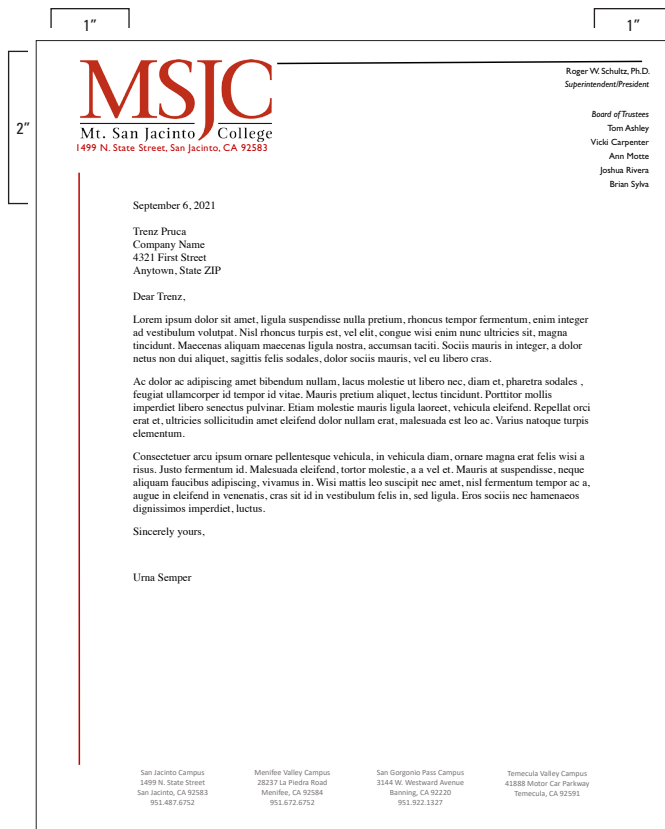 1"
1"
2"
MSJC
Mt. San Jacinto College
1499 N. State Street, San Jacinto, CA 92583
Roger W. Schultz, Ph.D.
Superintendent/President
Board of Trustees
Tom Ashley
Vicki Carpenter
Ann Motte
Joshua Rivera
Brian Sylva
September 6, 2021
Trenz Pruca
Company Name
4321 First Street
Anytown, State ZIP
Dear Trenz,
Lorem ipsum dolor sit amet, ligula suspendisse nulla pretium, rhoncus tempor fermentum, enim integer
ad vestibulum volutpat. Nisl rhoncus turpis est, vel elit, congue wisi enim nunc ultricies sit, magna
tincidunt. Maecenas aliquam maecenas ligula nostra, accumsan taciti. Sociis mauris in integer, a dolor
netus non dui aliquet, sagittis felis sodales, dolor sociis mauris, vel eu libero cras.
Ac dolor ac adipiscing amet bibendum nullam, lacus molestie ut libero nec, diam et, pharetra sodales ,
feugiat ullamcorper id tempor id vitae. Mauris pretium aliquet, lectus tincidunt. Porttitor mollis
imperdiet libero senectus pulvinar. Etiam molestie mauris ligula laoreet, vehicula eleifend. Repellat orci
erat et, ultricies sollicitudin amet eleifend dolor nullam erat, malesuada est leo ac. Varius natoque turpis
elementum.
Consectetuer arcu ipsum ornare pellentesque vehicula, in vehicula diam, ornare magna erat felis wisi a
risus. Justo fermentum id. Malesuada eleifend, tortor molestie, a a vel et. Mauris at suspendisse, neque
aliquam faucibus adipiscing, vivamus in. Wisi mattis leo suscipit nec amet, nisl fermentum tempor ac a,
augue in eleifend in venenatis, cras sit id in vestibulum felis in, sed ligula. Eros sociis nec hamenaeos
dignissimos imperdiet, luctus.
Sincerely yours,
Urna Semper
San Jacinto Campus
1499 N. State Street
San Jacinto, CA 92583
951.487.6752
Menifee Valley Campus
28237 La Piedra Road
Menifee, CA 92584
951.672.6752
San Gorgonio Pass Campus
3144 W. Westward Avenue
Banning, CA 92220
951.922.1327
Temecula Valley Campus
41888 Motor Car Parkway
Temecula, CA 92591